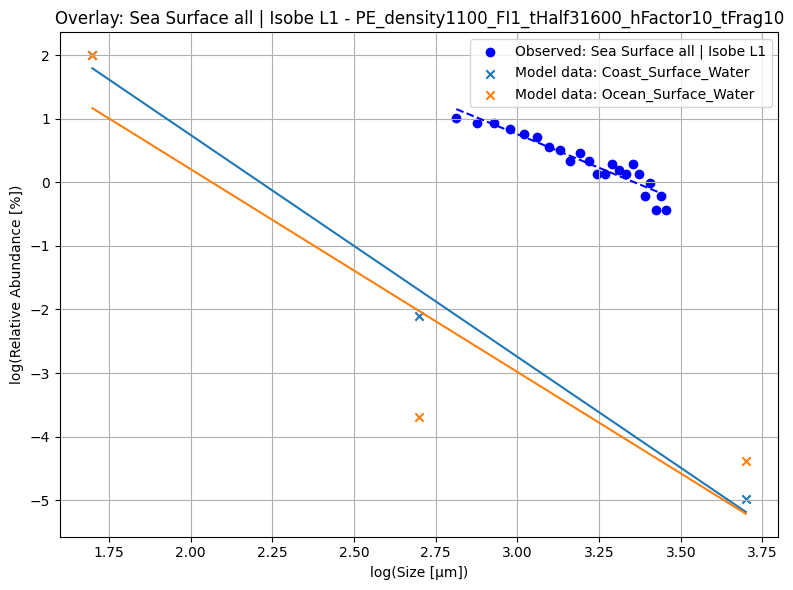 Overlay: Sea Surface all | Isobe L1 - PE_density1100_FI1_tHalf31600_hFactor10_tFrag10
Observed: Sea Surface all | Isobe L1
Model data: Coast_Surface_Water
Model data: Ocean_Surface_Water
log(Relative Abundance [%])
2
1
0
−1
−2
−3
−4
−5
1.75 2.00 2.25 2.50 2.75 3.00 3.25 3.50 3.75
log(Size [μm])